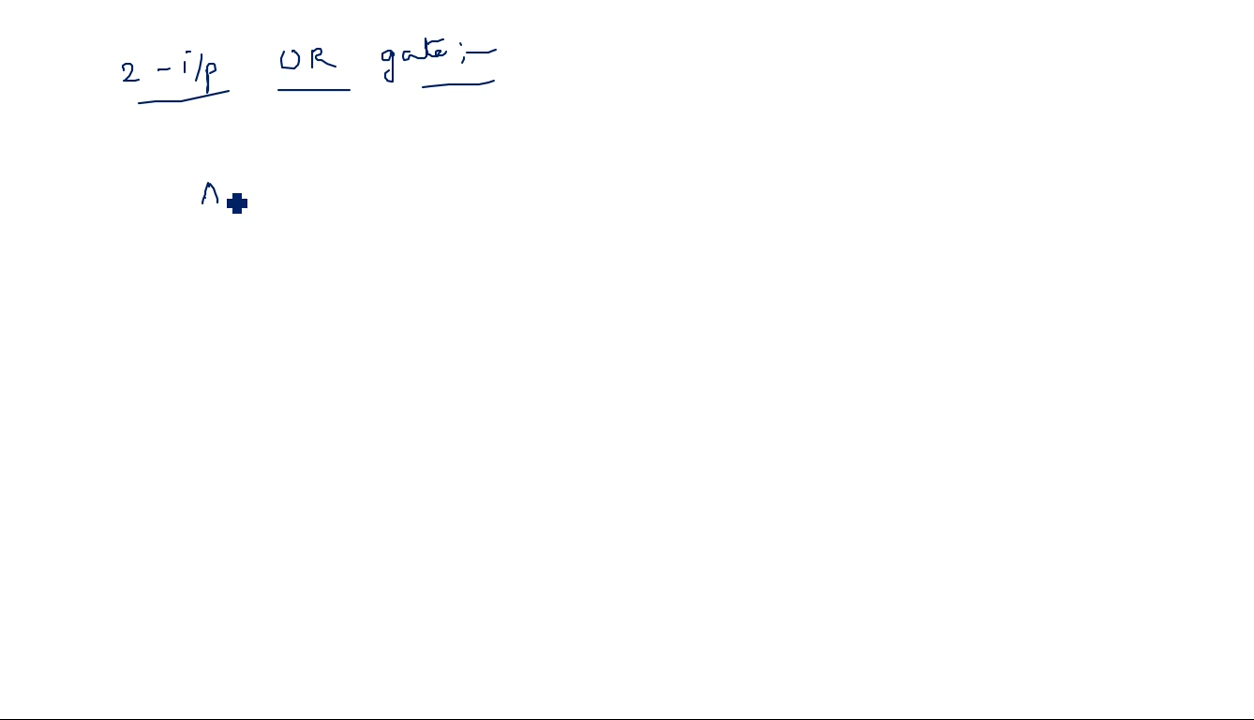 2 - i/p OR gate :-